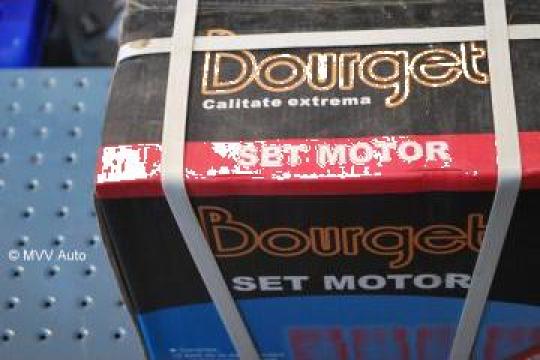 Bourget
Calitate extrema
SET MOTOR
Bourget
SET MOTOR
© MVV Auto